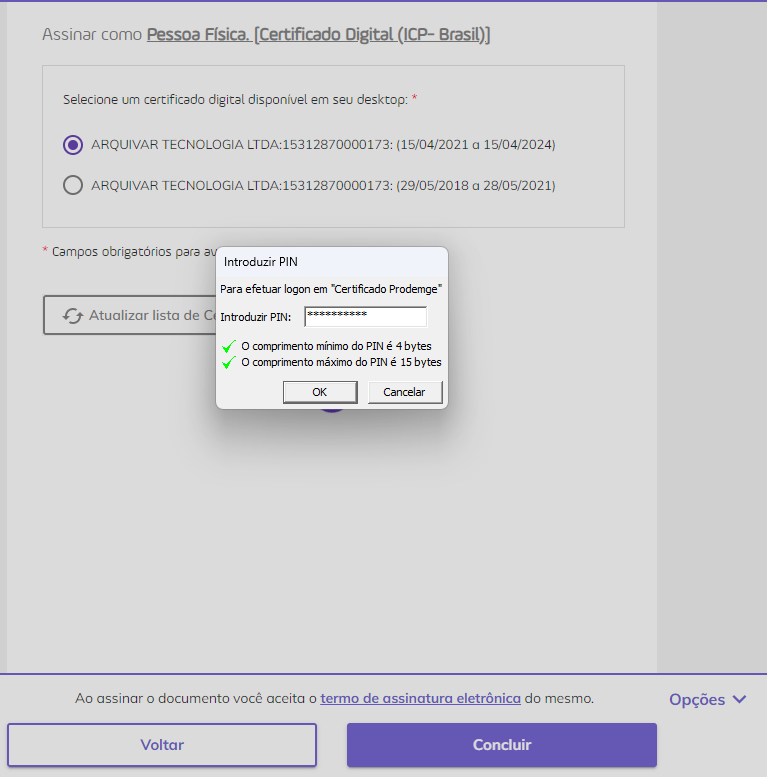 Assinar como Pessoa Física. [Certificado Digital (ICP- Brasil)]
Selecione um certificado digital disponível em seu desktop: *
ARQUIVAR TECNOLOGIA LTDA:15312870000173: (15/04/2021 a 15/04/2024)
ARQUIVAR TECNOLOGIA LTDA:15312870000173: (29/05/2018 a 28/05/2021)
* Campos obrigatórios para
Introduzir PIN
Para efetuar logon em "Certificado Prodemge"
Introduzir PIN: **********
O comprimento mínimo do PIN é 4 bytes
O comprimento máximo do PIN é 15 bytes
OK Cancelar
Atualizar lista de
Ao assinar o documento você aceita o termo de assinatura eletrônica do mesmo.
Opções
Voltar
Concluir